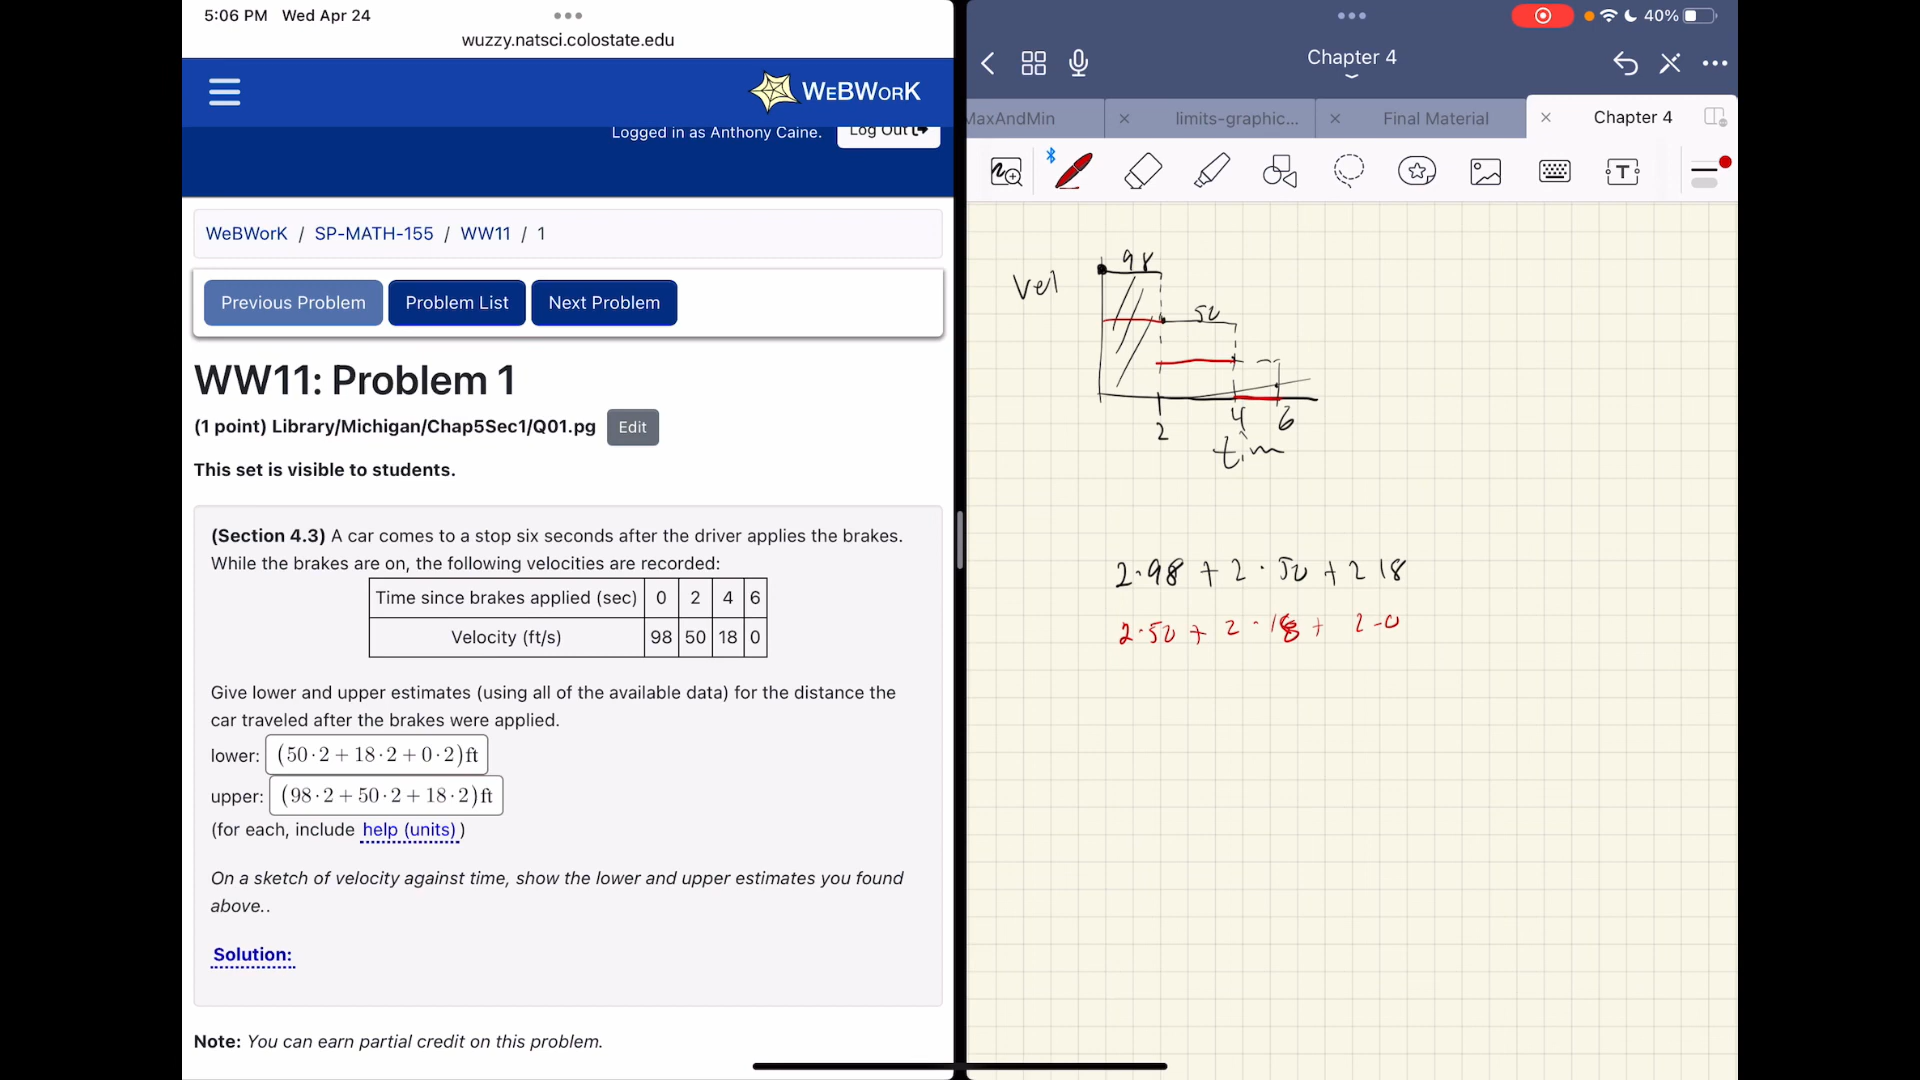 5:06 PM Wed Apr 24
wuzzy.natsci.colostate.edu
WeBWorK
Logged in as Anthony Caine. Log Out
WeBWorK / SP-MATH-155 / WW11 / 1
Previous Problem Problem List Next Problem
WW11: Problem 1
(1 point) Library/Michigan/Chap5Sec1/Q01.pg Edit
This set is visible to students.
(Section 4.3) A car comes to a stop six seconds after the driver applies the brakes.
While the brakes are on, the following velocities are recorded:
Time since brakes applied (sec) 0 2 4 6
Velocity (ft/s) 98 50 18 0
Give lower and upper estimates (using all of the available data) for the distance the
car traveled after the brakes were applied.
lower: (50·2+18·2+0·2)ft
upper: (98·2+50·2+18·2)ft
(for each, include help (units))
On a sketch of velocity against time, show the lower and upper estimates you found
above..
Solution:
Note: You can earn partial credit on this problem.
40%
Chapter 4
MaxAndMin limits-graphic... Final Material Chapter 4
T
98
Vel
50
2 4 6
tim
2·98 + 2·50 + 2 18
2·50 + 2·18 + 2·0